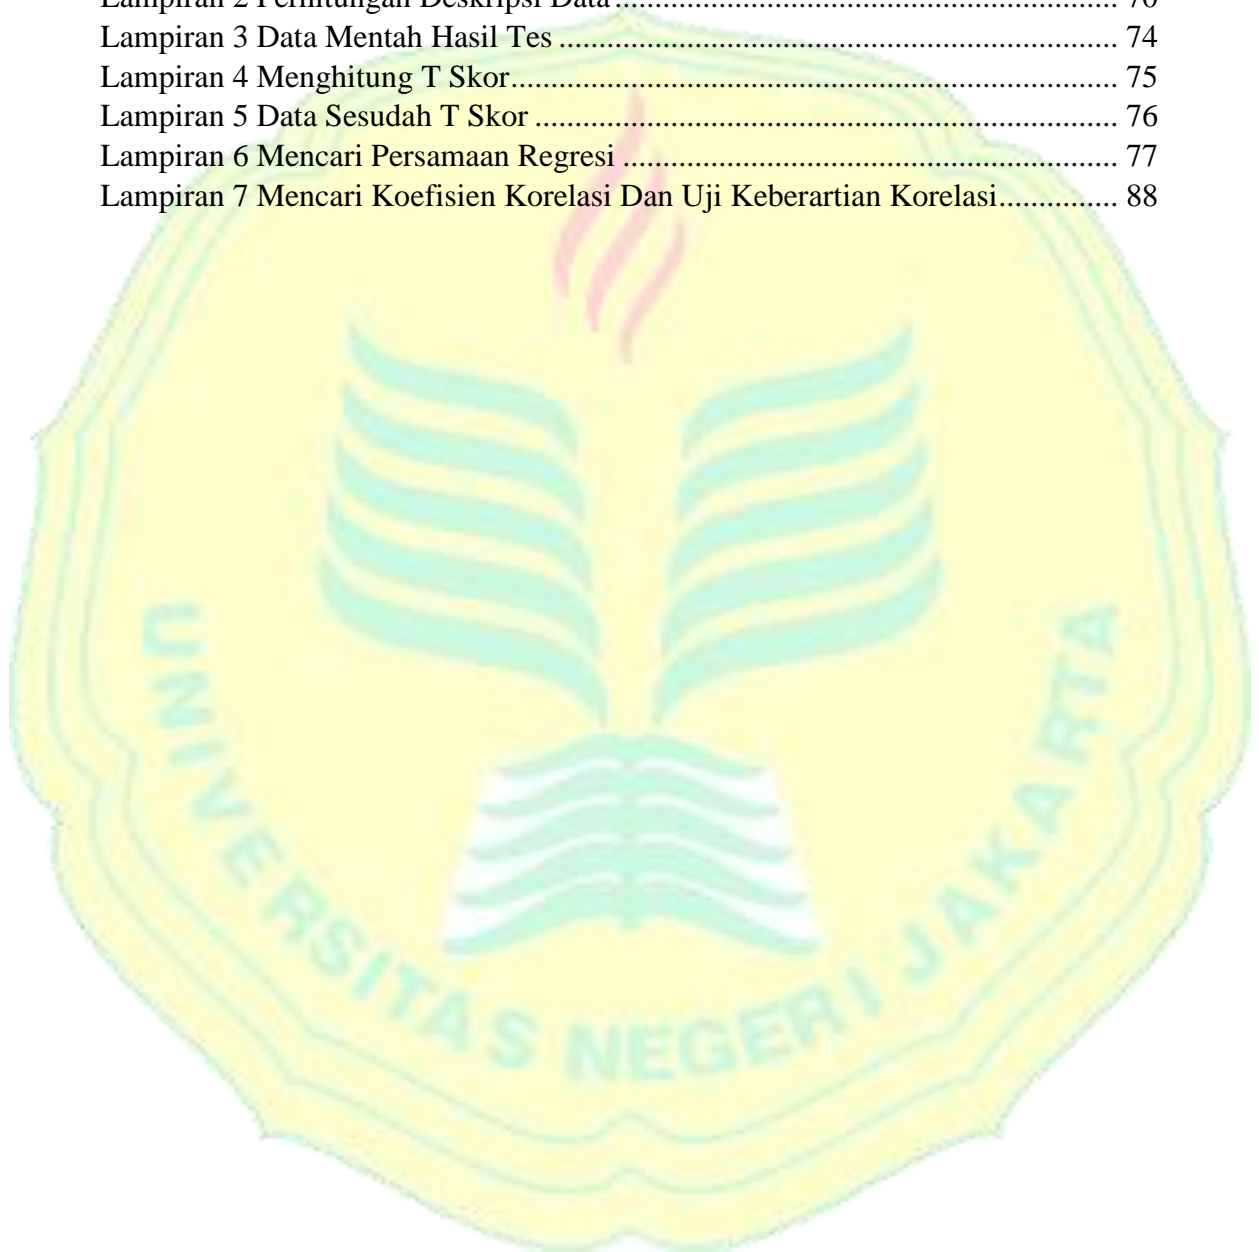 Lampiran 2 Perhitungan Deskripsi Data ................................................................ 70
Lampiran 3 Data Mentah Hasil Tes ...................................................................... 74
Lampiran 4 Menghitung T Skor............................................................................ 75
Lampiran 5 Data Sesudah T Skor ......................................................................... 76
Lampiran 6 Mencari Persamaan Regresi .............................................................. 77
Lampiran 7 Mencari Koefisien Korelasi Dan Uji Keberartian Korelasi............... 88
UNIVERSITAS NEGERI JAKARTA